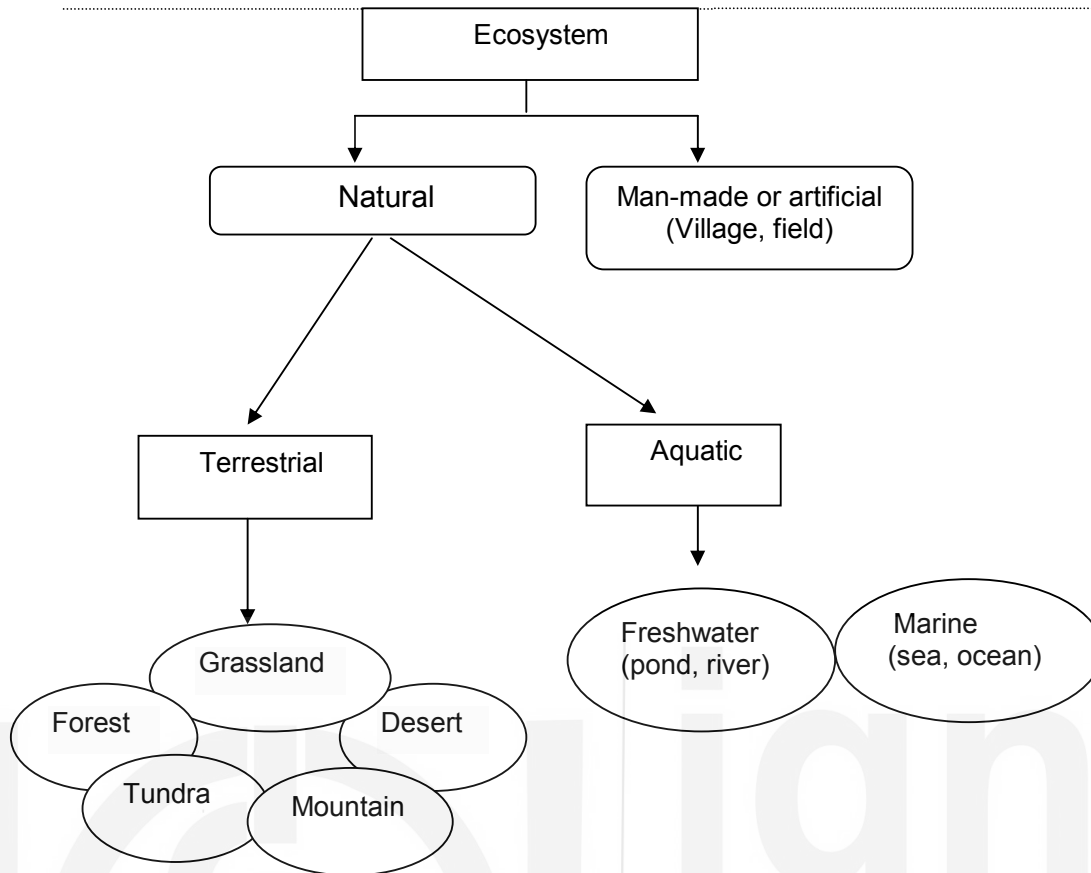 Ecosystem
Natural
Man-made or artificial
(Village, field)
Terrestrial
Aquatic
Grassland
Forest
Desert
Tundra
Mountain
Freshwater
(pond, river)
Marine
(sea, ocean)
ign